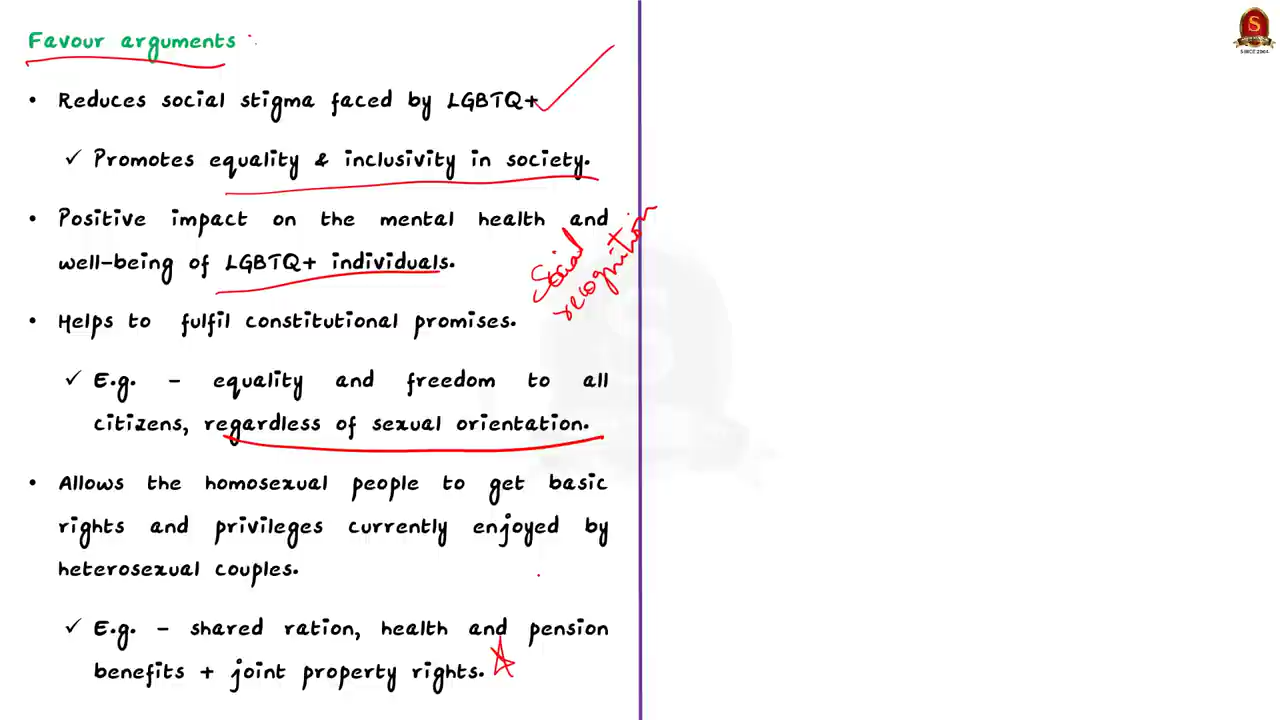 Favour arguments :
• Reduces social stigma faced by LGBTQ+
✓ Promotes equality & inclusivity in society.
• Positive impact on the mental health and
well-being of LGBTQ+ individuals.
Social
recognition
• Helps to fulfil constitutional promises.
✓ E.g. - equality and freedom to all
citizens, regardless of sexual orientation.
• Allows the homosexual people to get basic
rights and privileges currently enjoyed by
heterosexual couples.
✓ E.g. - shared ration, health and pension
benefits + joint property rights.
S
SINCE 2004